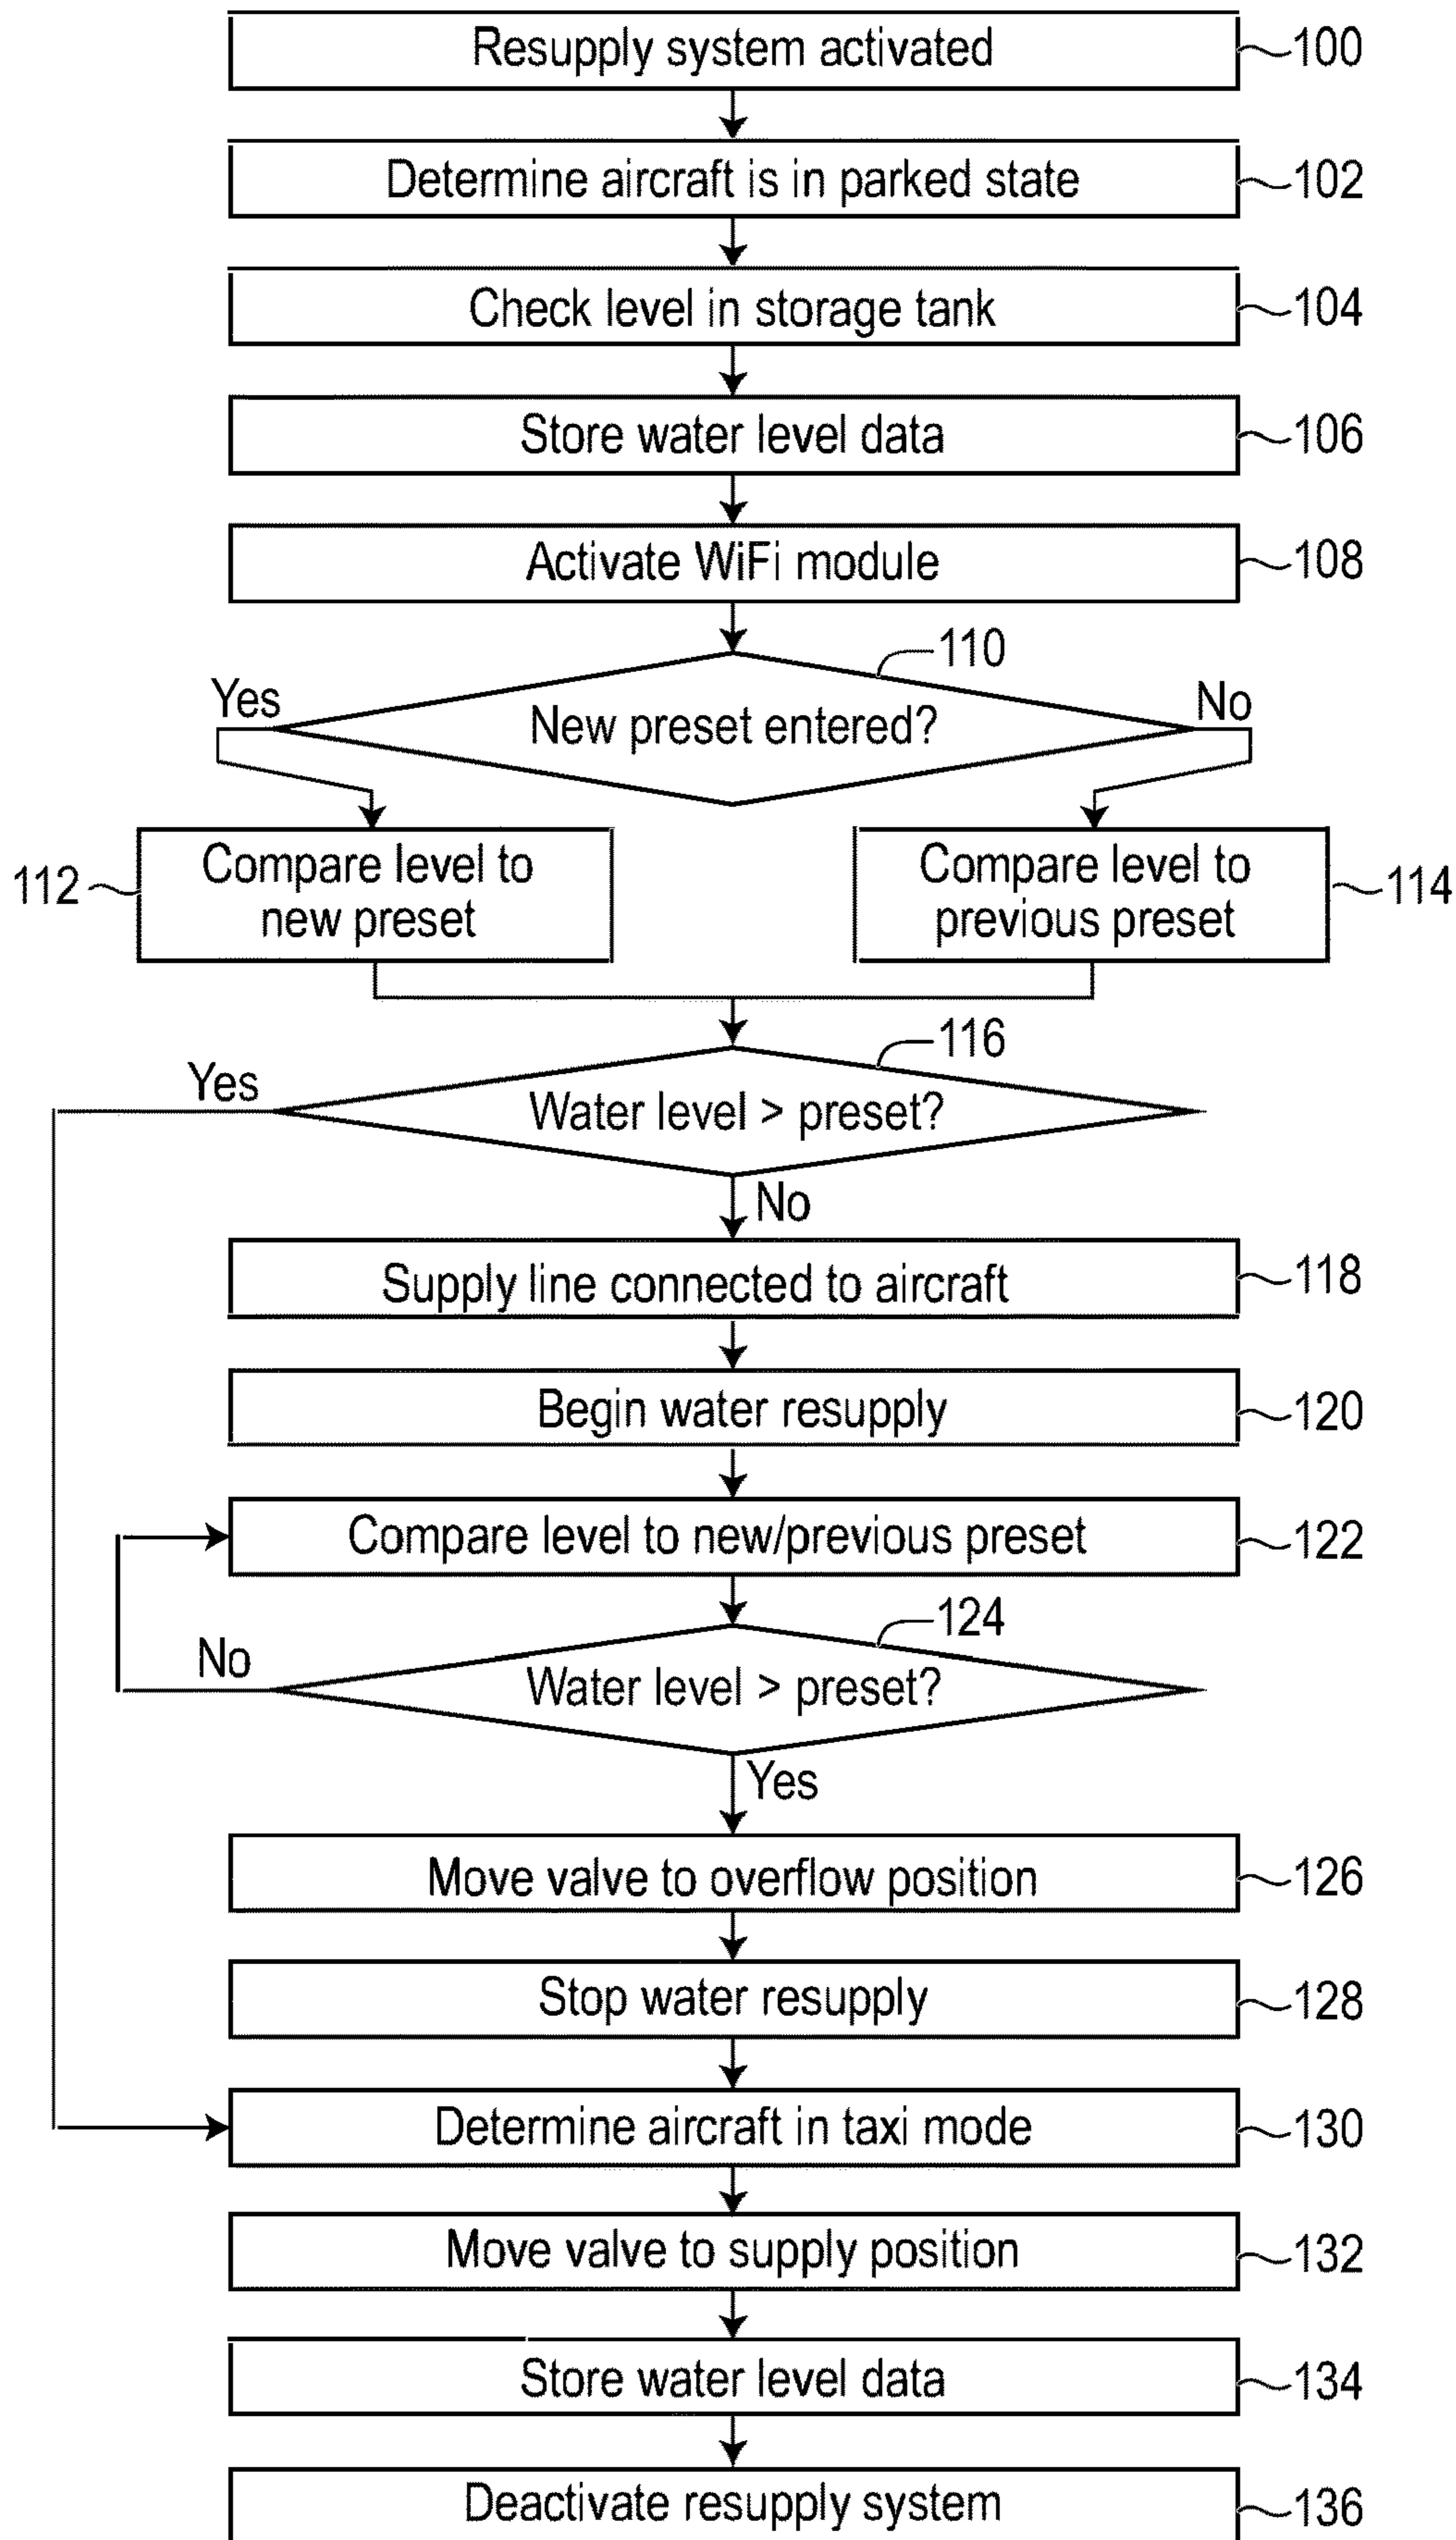 Resupply system activated 100
Determine aircraft is in parked state 102
Check level in storage tank 104
Store water level data 106
Activate WiFi module 108
110
Yes
New preset entered?
No
112
Compare level to
new preset
Compare level to
previous preset
114
116
Yes
Water level > preset?
No
Supply line connected to aircraft 118
Begin water resupply 120
Compare level to new/previous preset 122
124
No
Water level > preset?
Yes
Move valve to overflow position 126
Stop water resupply 128
Determine aircraft in taxi mode 130
Move valve to supply position 132
Store water level data 134
Deactivate resupply system 136